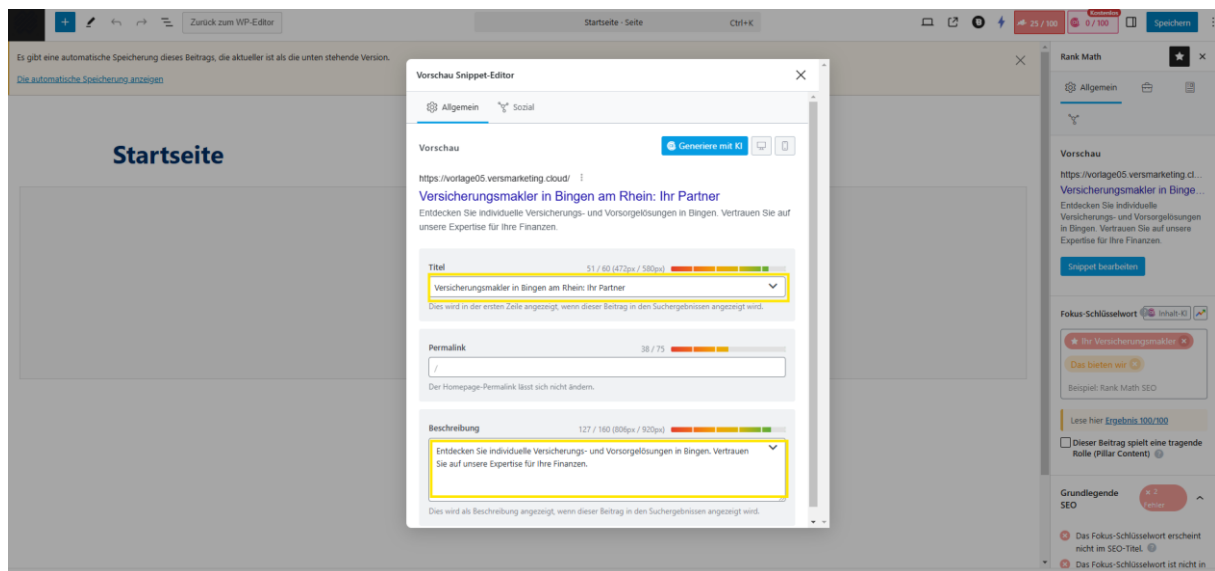 Zurück zum WP-Editor
Startseite · Seite
Ctrl+K
25 / 100
Kostenlos
0 / 100
Speichern
Es gibt eine automatische Speicherung dieses Beitrags, die aktueller ist als die unten stehende Version.
Die automatische Speicherung anzeigen
Startseite
Vorschau Snippet-Editor
Allgemein
Sozial
Vorschau
Generiere mit KI
https://vorlage05.versmarketing.cloud/
Versicherungsmakler in Bingen am Rhein: Ihr Partner
Entdecken Sie individuelle Versicherungs- und Vorsorgelösungen in Bingen. Vertrauen Sie auf
unsere Expertise für Ihre Finanzen.
Titel
51 / 60 (472px / 580px)
Versicherungsmakler in Bingen am Rhein: Ihr Partner
Dies wird in der ersten Zeile angezeigt, wenn dieser Beitrag in den Suchergebnissen angezeigt wird.
Permalink
38 / 75
/
Der Homepage-Permalink lässt sich nicht ändern.
Beschreibung
127 / 160 (806px / 920px)
Entdecken Sie individuelle Versicherungs- und Vorsorgelösungen in Bingen. Vertrauen
Sie auf unsere Expertise für Ihre Finanzen.
Dies wird als Beschreibung angezeigt, wenn dieser Beitrag in den Suchergebnissen angezeigt wird.
Rank Math
Allgemein
Vorschau
https://vorlage05.versmarketing.cl...
Versicherungsmakler in Binge...
Entdecken Sie individuelle
Versicherungs- und Vorsorgelösungen
in Bingen. Vertrauen Sie auf unsere
Expertise für Ihre Finanzen.
Snippet bearbeiten
Fokus-Schlüsselwort
Inhalt-KI
Ihr Versicherungsmakler
Das bieten wir
Beispiel: Rank Math SEO
Lese hier Ergebnis 100/100
Dieser Beitrag spielt eine tragende
Rolle (Pillar Content)
Grundlegende
SEO
× 2
Fehler
Das Fokus-Schlüsselwort erscheint
nicht im SEO-Titel.
Das Fokus-Schlüsselwort ist nicht in